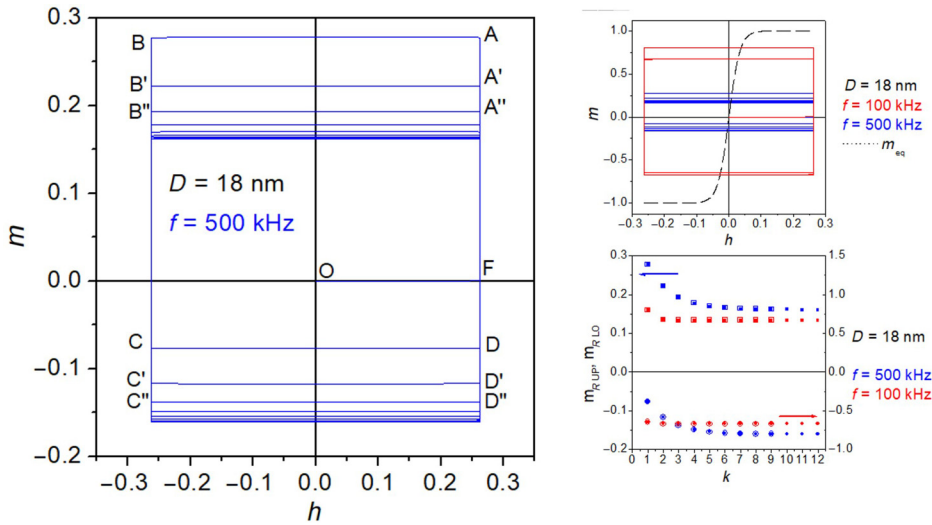 0.3
0.2
0.1
0.0
−0.1
−0.2
m
B
A
B'
A'
B"
A"
D = 18 nm
f = 500 kHz
O
F
C
D
C'
D'
C"
D"
−0.3 −0.2 −0.1 0.0 0.1 0.2 0.3
h
1.0
0.5
0.0
−0.5
−1.0
m
−0.3 −0.2 −0.1 0.0 0.1 0.2 0.3
h
D = 18 nm
f = 100 kHz
f = 500 kHz
m eq
0.3
0.2
0.1
0.0
−0.1
−0.2
m R UP, m R LO
1.5
1.0
0.5
0.0
−0.5
−1.0
0 1 2 3 4 5 6 7 8 9 10 11 12
k
D = 18 nm
f = 500 kHz
f = 100 kHz